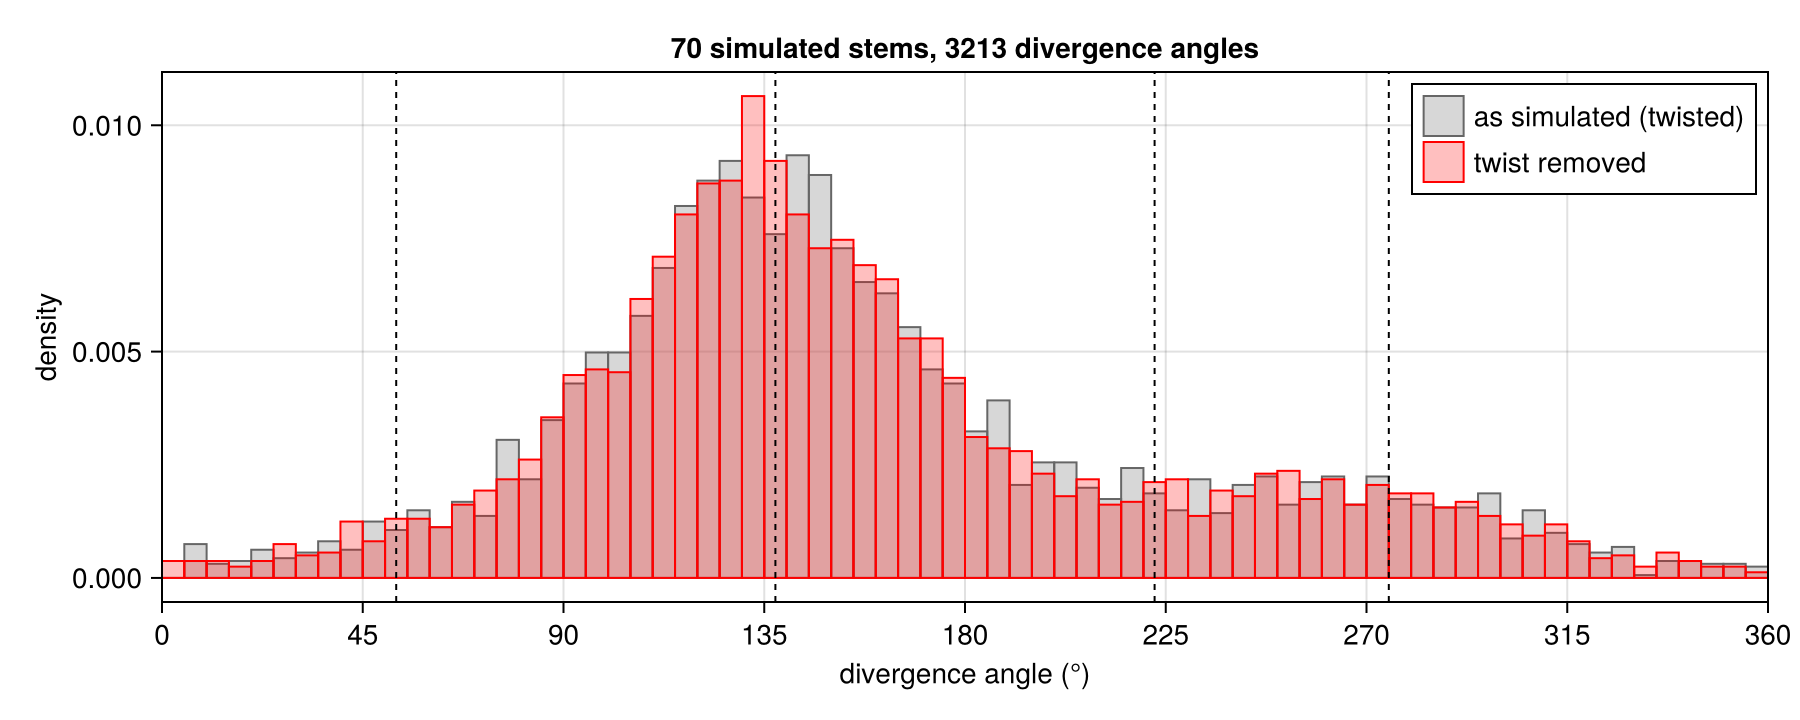 70 simulated stems, 3213 divergence angles
as simulated (twisted)
twist removed
density
0.010
0.005
0.000
0 45 90 135 180 225 270 315 360
divergence angle (°)